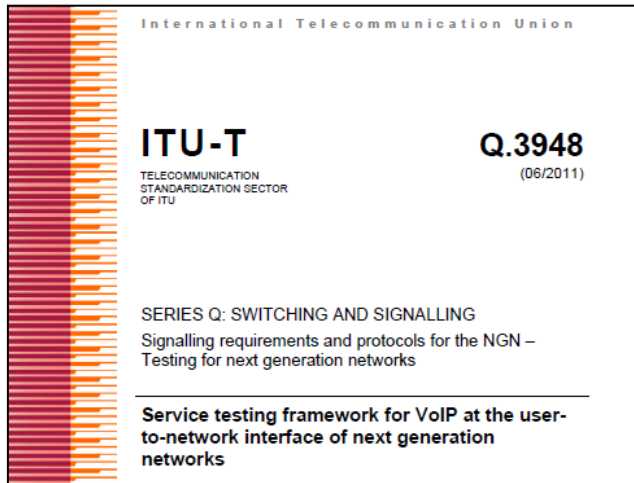 International Telecommunication Union
ITU-T
Q.3948
TELECOMMUNICATION
(06/2011)
STANDARDIZATION SECTOR
OF ITU
SERIES Q: SWITCHING AND SIGNALLING
Signalling requirements and protocols for the NGN –
Testing for next generation networks
Service testing framework for VoIP at the user-
to-network interface of next generation
networks